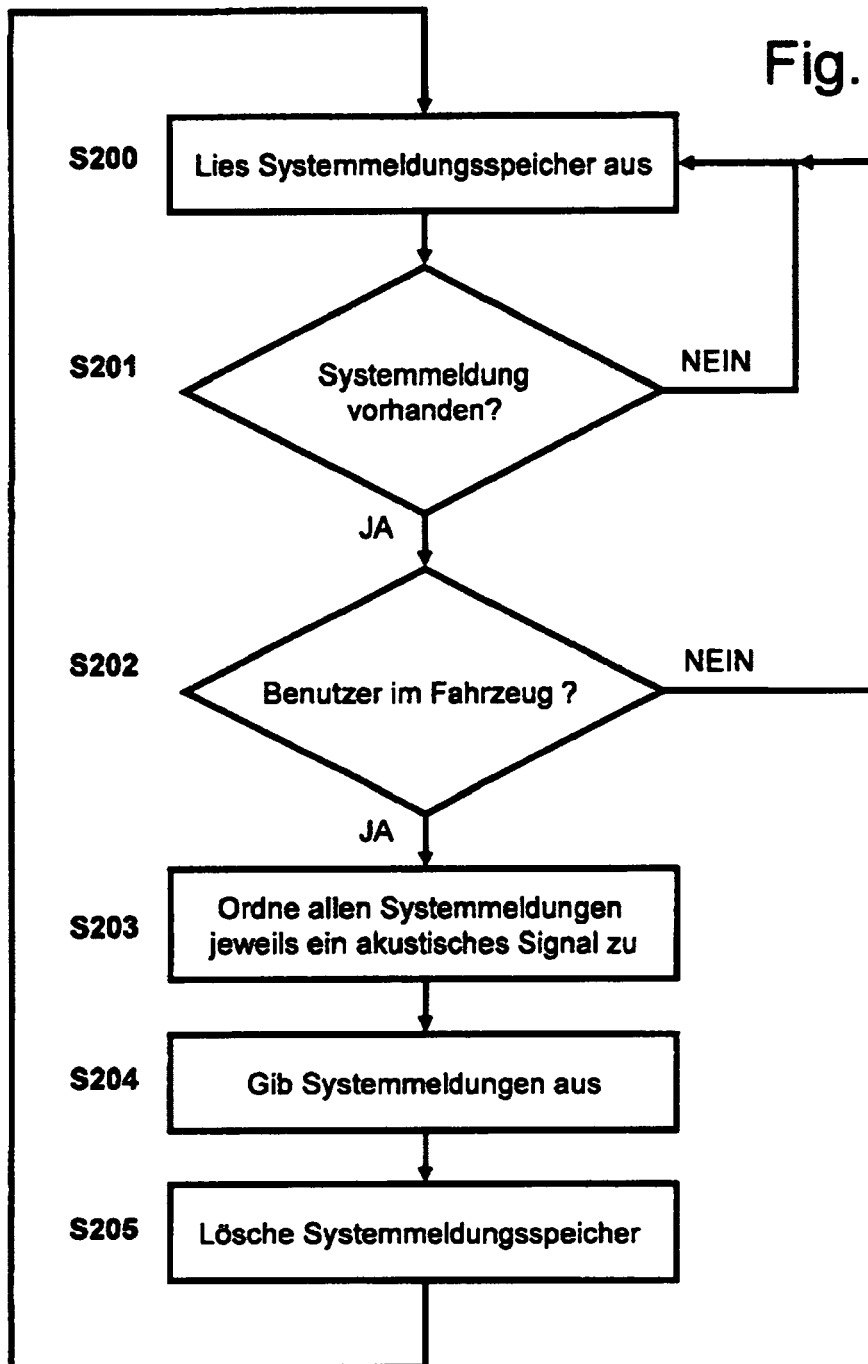 Fig.
S200
Lies Systemmeldungsspeicher aus
S201
Systemmeldung
vorhanden?
NEIN
JA
S202
Benutzer im Fahrzeug ?
NEIN
JA
S203
Ordne allen Systemmeldungen
jeweils ein akustisches Signal zu
S204
Gib Systemmeldungen aus
S205
Lösche Systemmeldungsspeicher